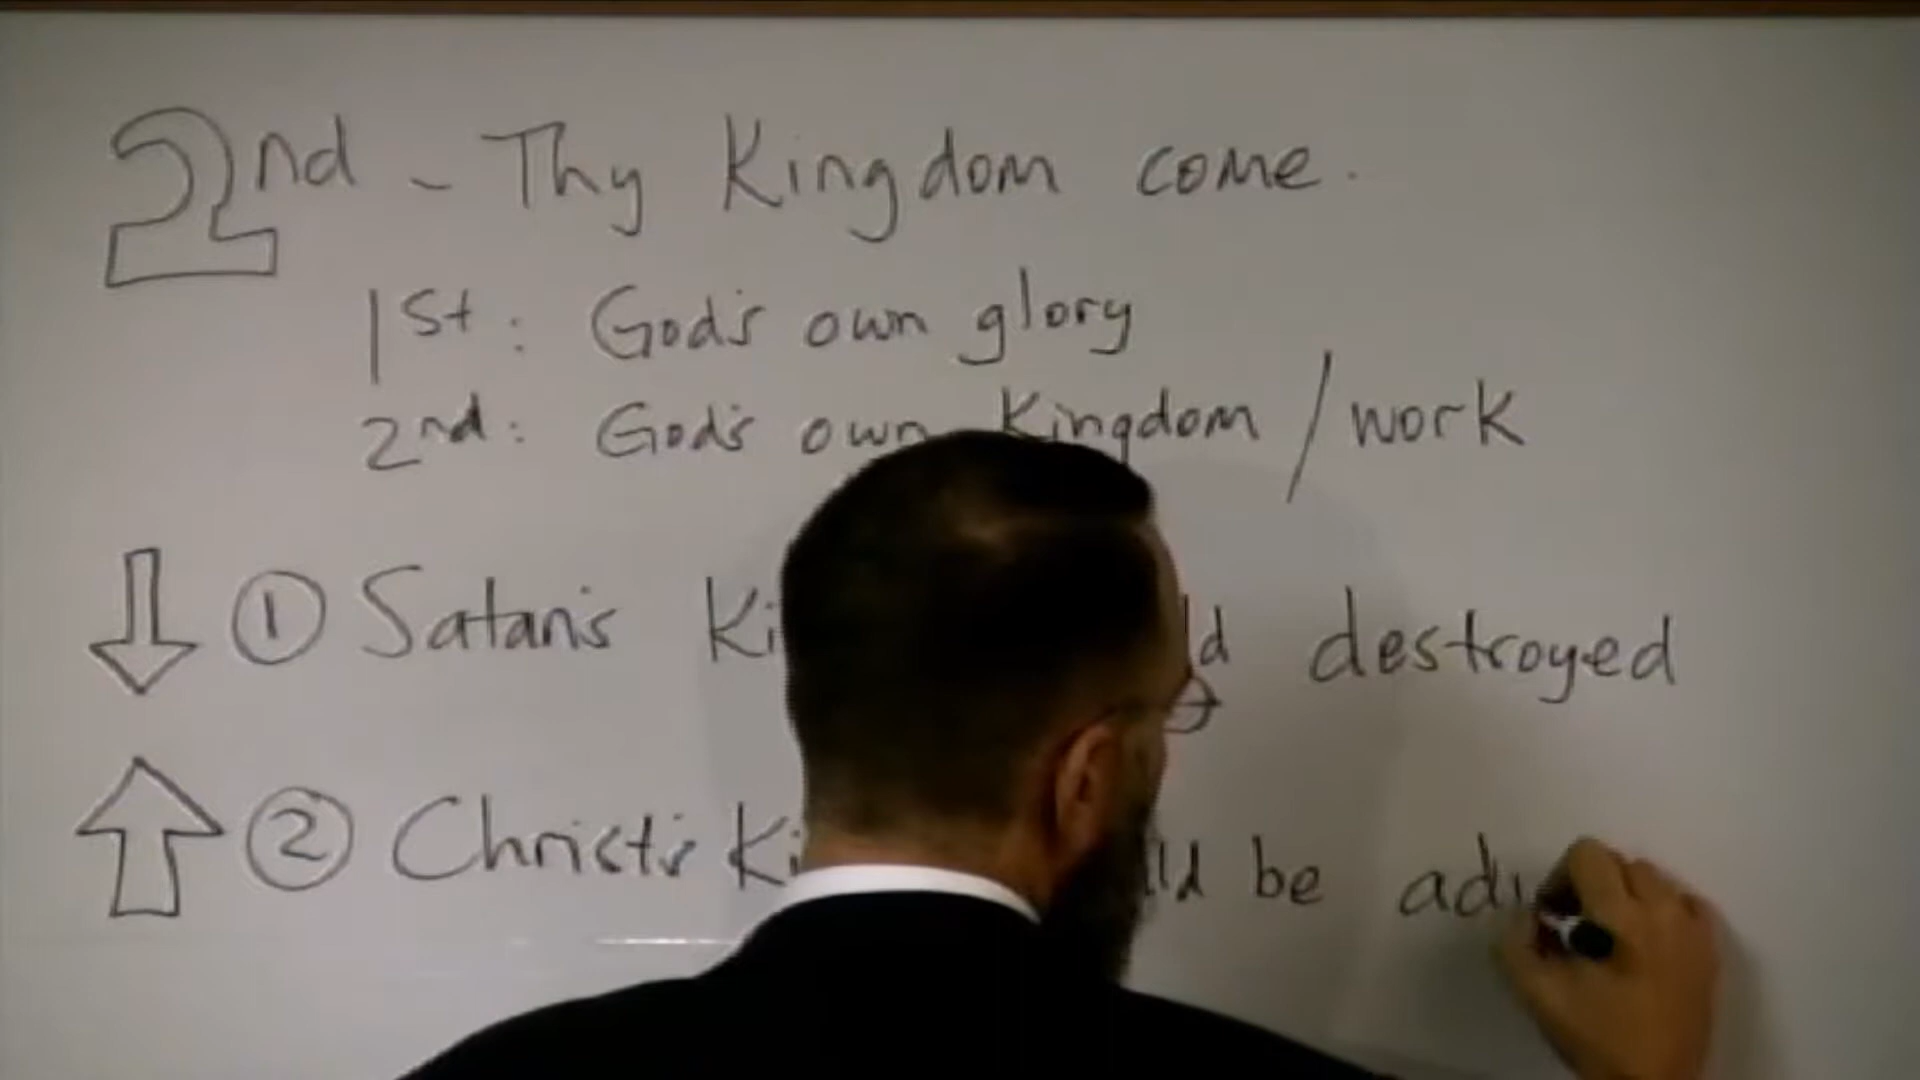 2nd - Thy Kingdom come.
1st: God's own glory
2nd: God's own Kingdom / work
① Satan's destroyed
② Christ's be